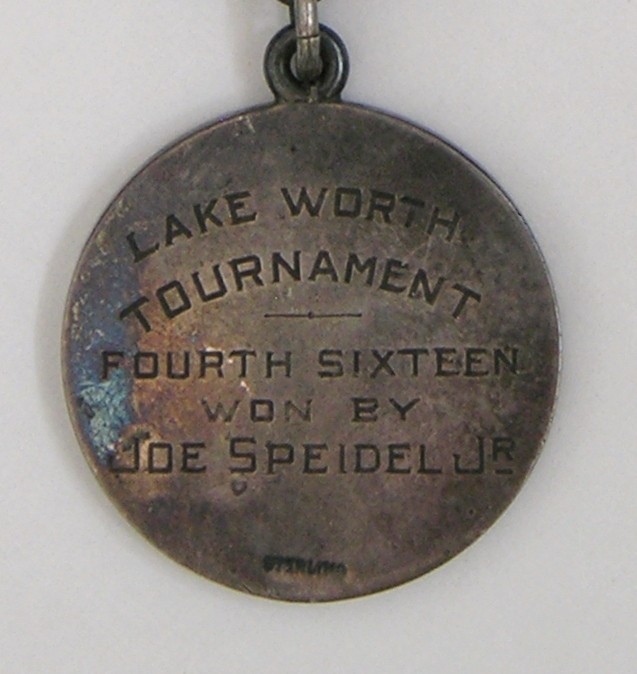 LAKE WORTH
TOURNAMENT
FOURTH SIXTEEN
WON BY
JOE SPEIDEL JR
STERLING